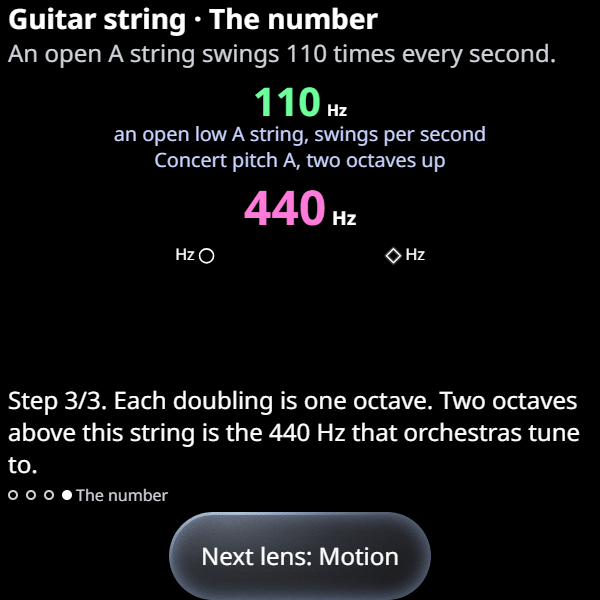 Guitar string · The number
An open A string swings 110 times every second.
110 Hz
an open low A string, swings per second
Concert pitch A, two octaves up
440 Hz
Hz
Hz
Step 3/3. Each doubling is one octave. Two octaves
above this string is the 440 Hz that orchestras tune
to.
The number
Next lens: Motion